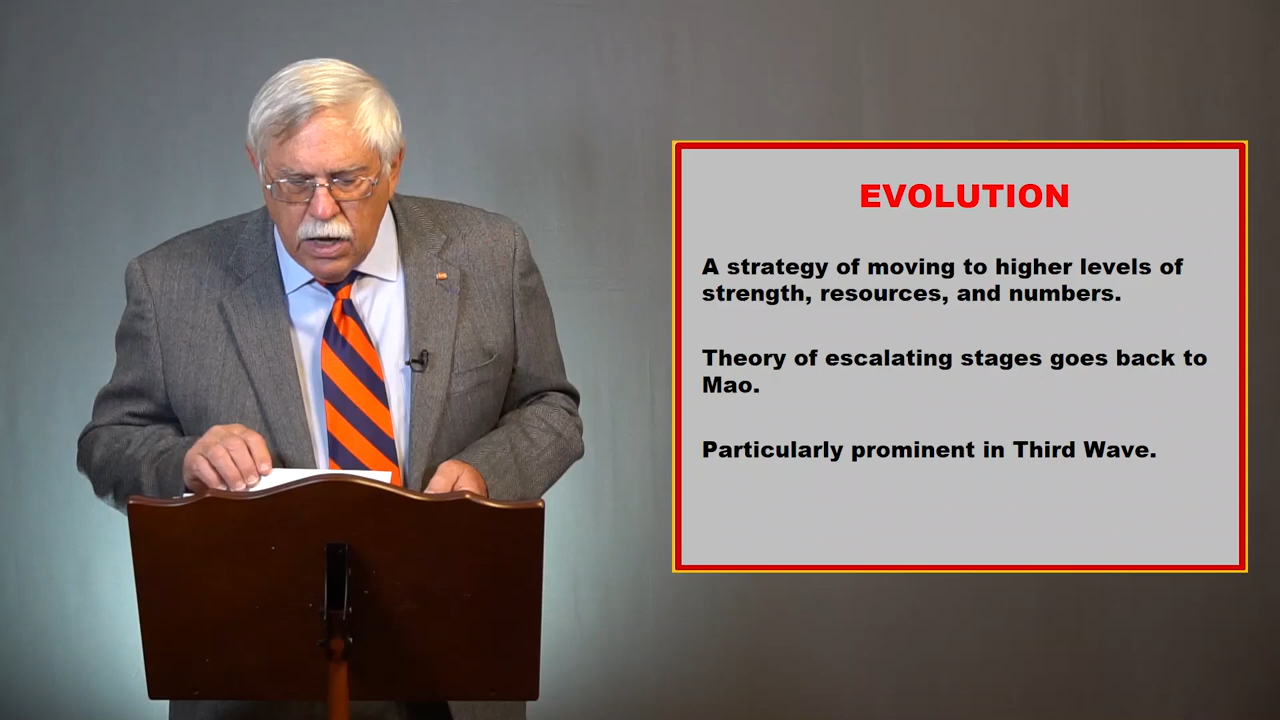 EVOLUTION
A strategy of moving to higher levels of
strength, resources, and numbers.
Theory of escalating stages goes back to
Mao.
Particularly prominent in Third Wave.